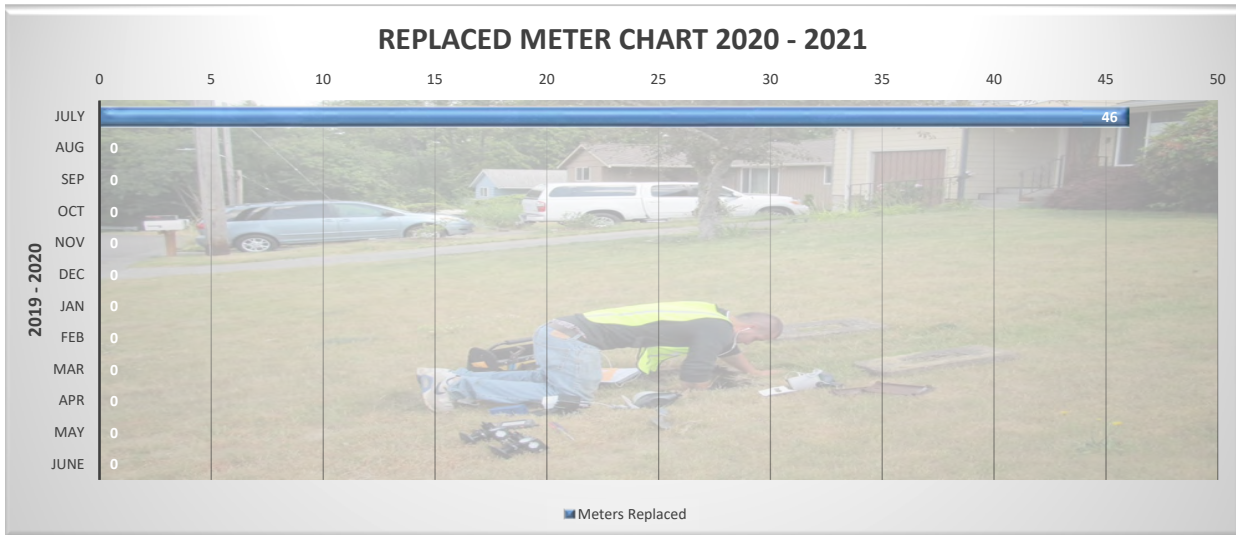 REPLACED METER CHART 2020 - 2021
0 5 10 15 20 25 30 35 40 45 50
2019 - 2020
JULY 46
AUG 0
SEP 0
OCT 0
NOV 0
DEC 0
JAN 0
FEB 0
MAR 0
APR 0
MAY 0
JUNE 0
Meters Replaced